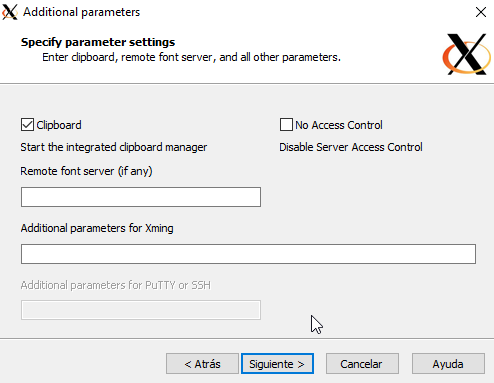 Additional parameters
Specify parameter settings
Enter clipboard, remote font server, and all other parameters.
Clipboard
No Access Control
Start the integrated clipboard manager
Disable Server Access Control
Remote font server (if any)
Additional parameters for Xming
Additional parameters for PuTTY or SSH
< Atrás
Siguiente >
Cancelar
Ayuda